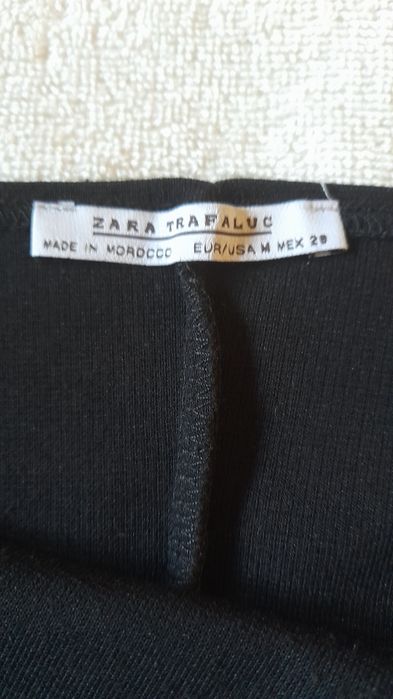 ZARA TRAFALUC
MADE IN MOROCCO EUR/USA M MEX 28